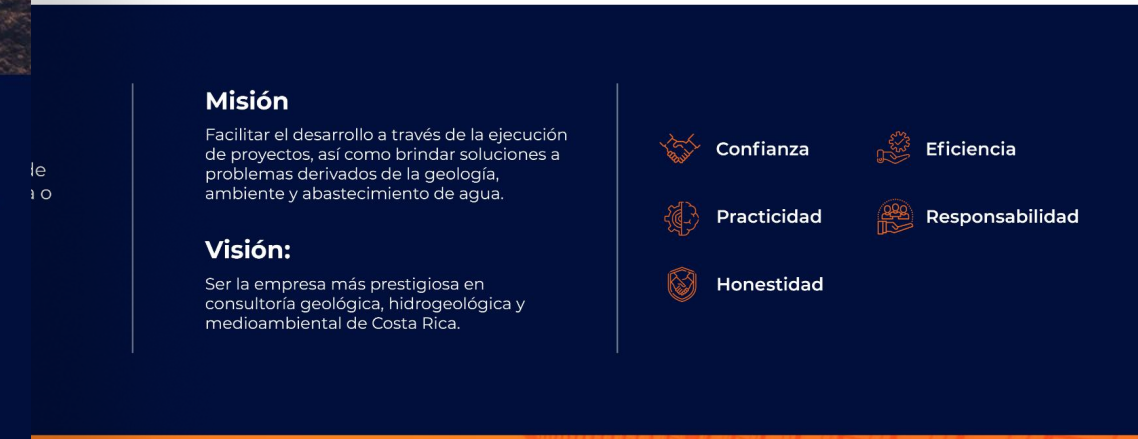 de
a o
Misión
Facilitar el desarrollo a través de la ejecución
de proyectos, así como brindar soluciones a
problemas derivados de la geología,
ambiente y abastecimiento de agua.
Visión:
Ser la empresa más prestigiosa en
consultoría geológica, hidrogeológica y
medioambiental de Costa Rica.
Confianza
Eficiencia
Practicidad
Responsabilidad
Honestidad